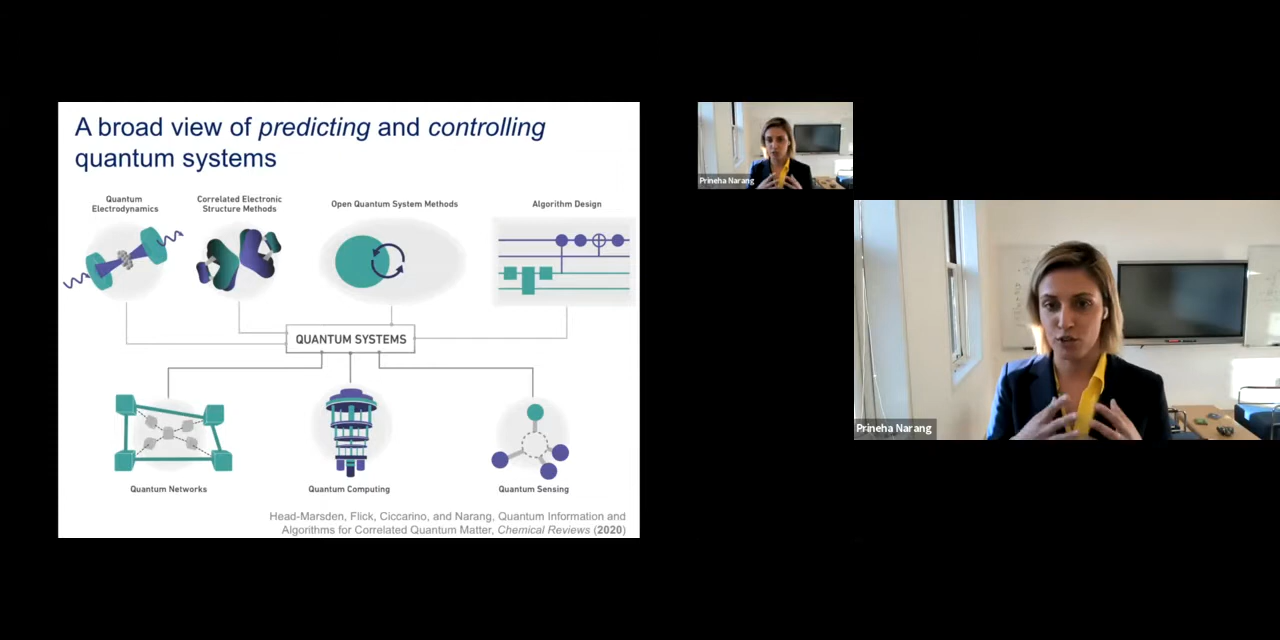 A broad view of predicting and controlling
quantum systems
Quantum
Electrodynamics
Correlated Electronic
Structure Methods
Open Quantum System Methods
Algorithm Design
QUANTUM SYSTEMS
Quantum Networks
Quantum Computing
Quantum Sensing
Head-Marsden, Flick, Ciccarino, and Narang, Quantum Information and
Algorithms for Correlated Quantum Matter, Chemical Reviews (2020)
Prineha Narang
Prineha Narang